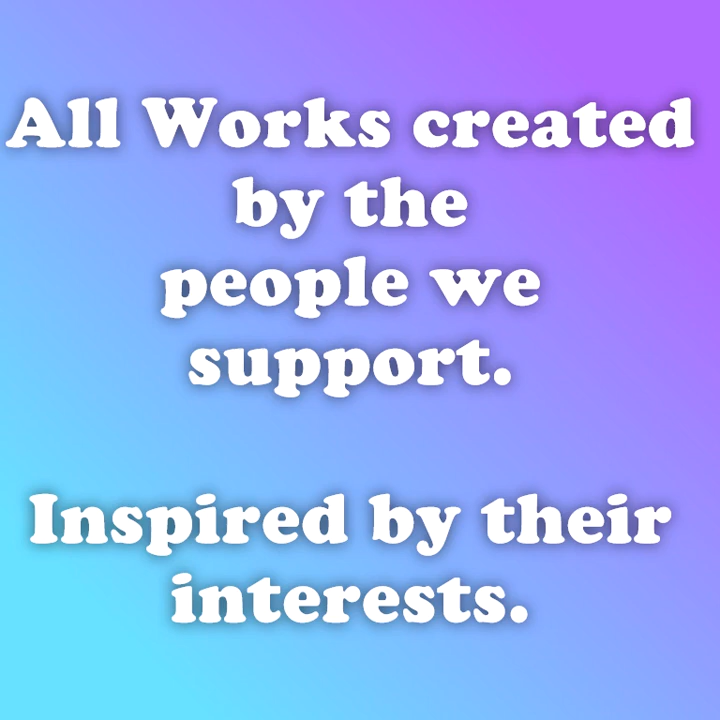 All Works created
by the
people we
support.
Inspired by their
interests.